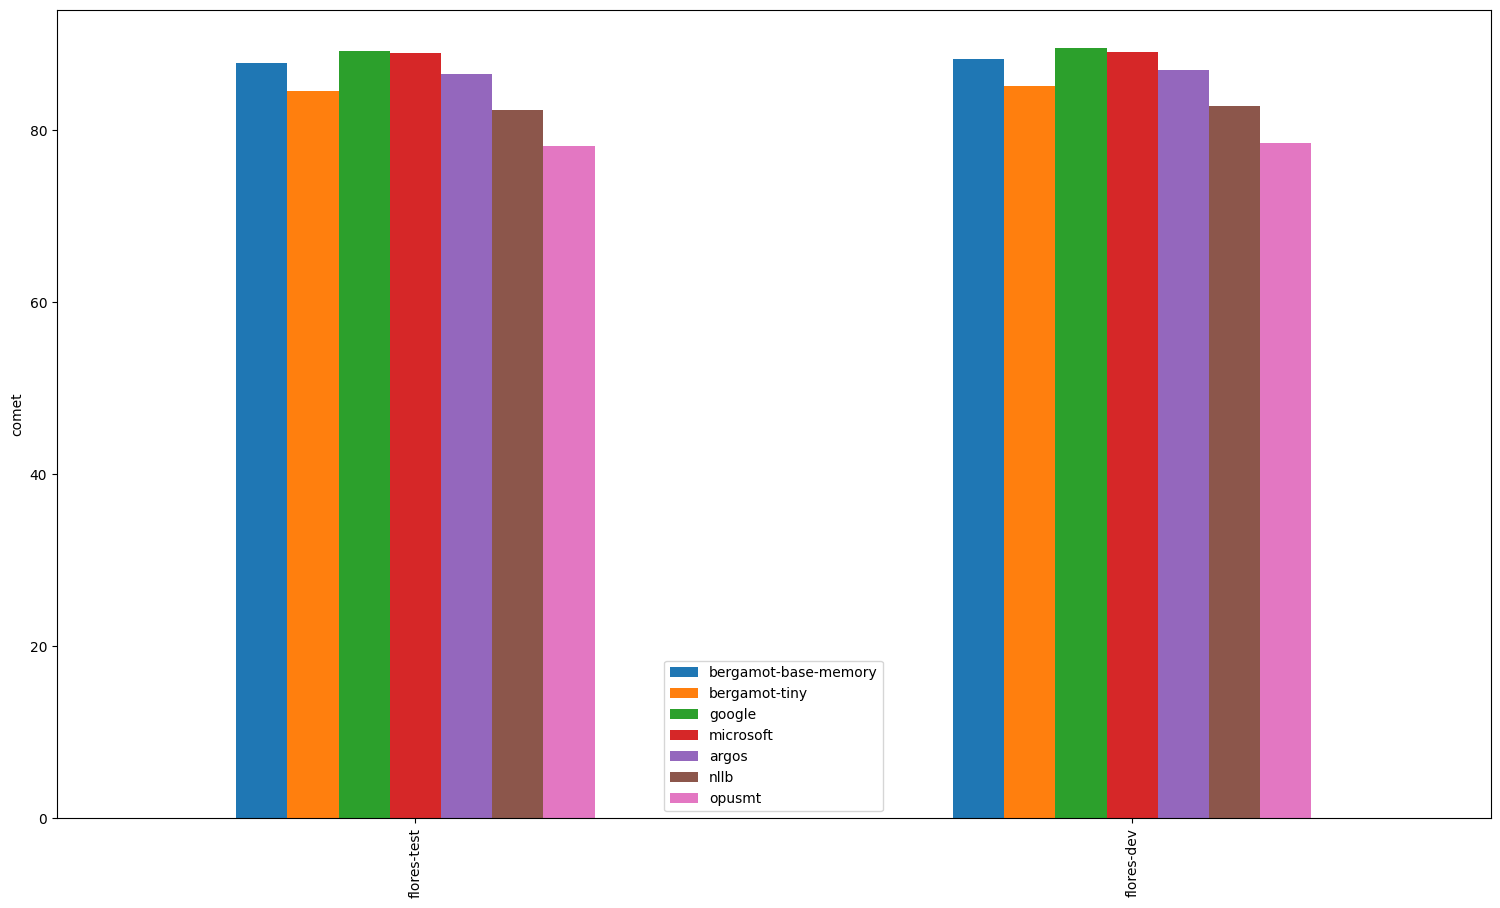 comet
80
60
40
20
0
bergamot-base-memory
bergamot-tiny
google
microsoft
argos
nllb
opusmt
flores-test
flores-dev